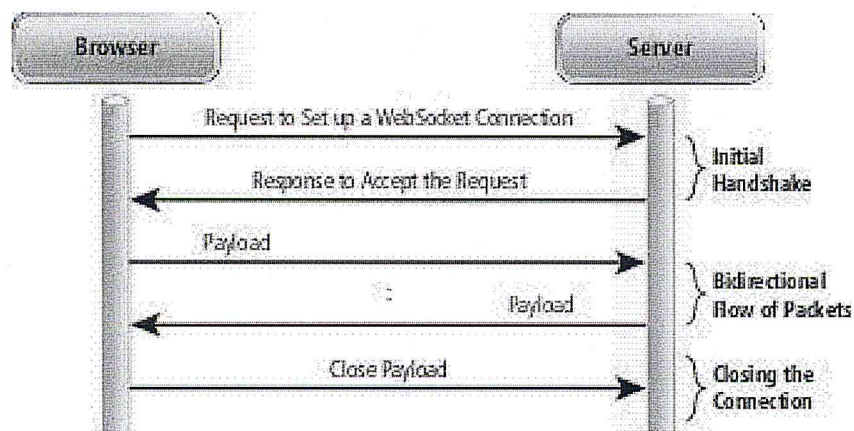 Browser
Server
Request to Set up a WebSocket Connection
Initial
Handshake
Response to Accept the Request
Payload
:
Payload
Bidirectional
Flow of Packets
Close Payload
Closing the
Connection